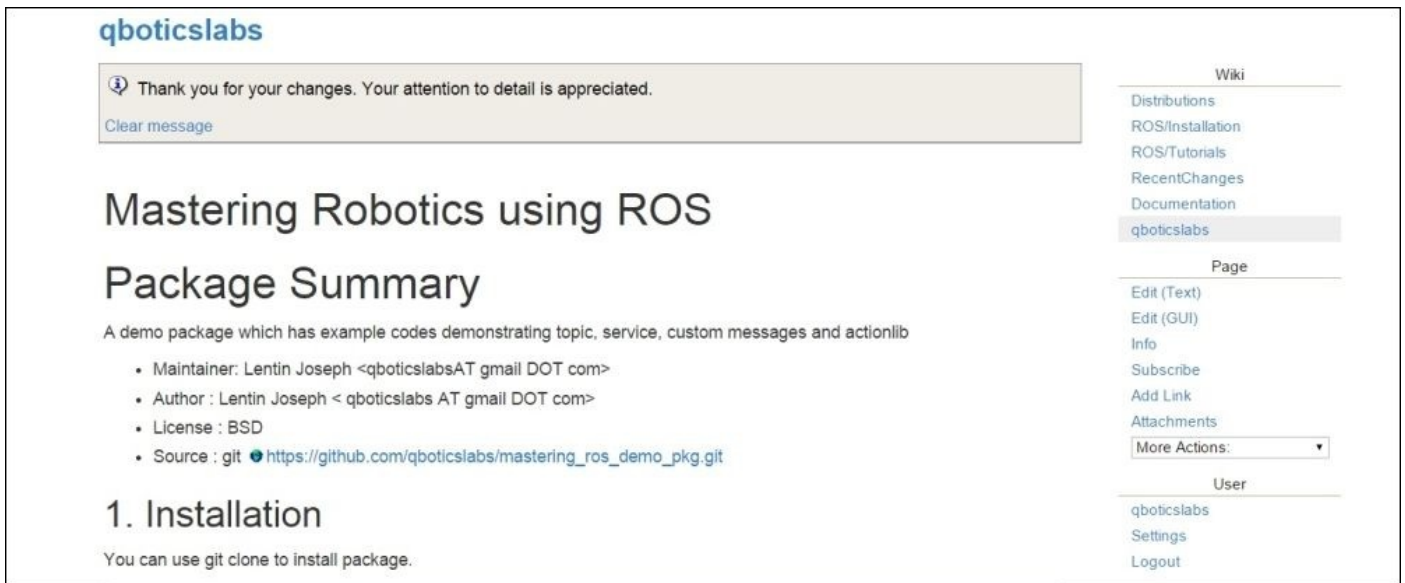 qboticslabs
Thank you for your changes. Your attention to detail is appreciated.
Clear message
Mastering Robotics using ROS
Package Summary
A demo package which has example codes demonstrating topic, service, custom messages and actionlib
• Maintainer: Lentin Joseph <qboticslabsAT gmail DOT com>
• Author : Lentin Joseph < qboticslabs AT gmail DOT com>
• License : BSD
• Source : git https://github.com/qboticslabs/mastering_ros_demo_pkg.git
1. Installation
You can use git clone to install package.
Wiki
Distributions
ROS/Installation
ROS/Tutorials
RecentChanges
Documentation
qboticslabs
Page
Edit (Text)
Edit (GUI)
Info
Subscribe
Add Link
Attachments
More Actions:
User
qboticslabs
Settings
Logout